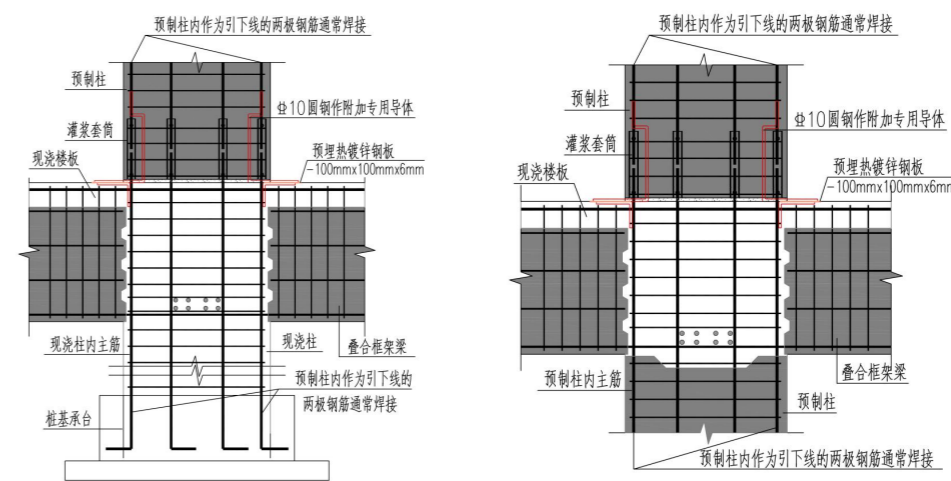 预制柱内作为引下线的两极钢筋通常焊接
预制柱
⌀10圆钢作附加专用导体
灌浆套筒
预埋热镀锌钢板
-100mmx100mmx6mm
现浇楼板
现浇柱内主筋
现浇柱
叠合框架梁
预制柱内作为引下线的
两极钢筋通常焊接
桩基承台
预制柱内作为引下线的两极钢筋通常焊接
预制柱
⌀10圆钢作附加专用导体
灌浆套筒
预埋热镀锌钢板
-100mmx100mmx6mm
现浇楼板
叠合框架梁
预制柱内主筋
预制柱
预制柱内作为引下线的两极钢筋通常焊接